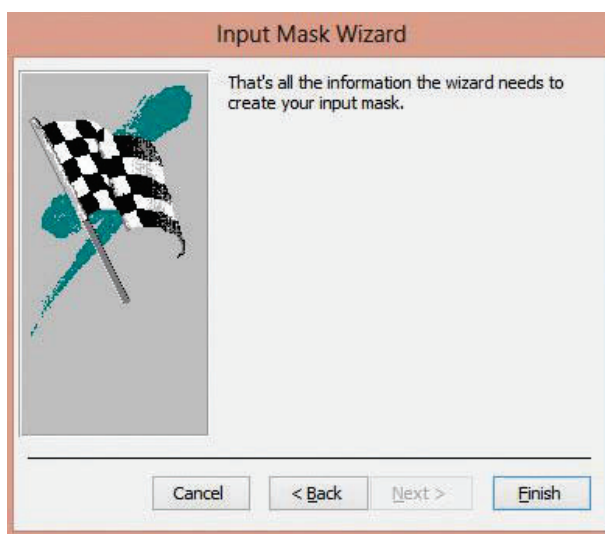 Input Mask Wizard
That's all the information the wizard needs to
create your input mask.
Cancel
< Back
Next >
Finish